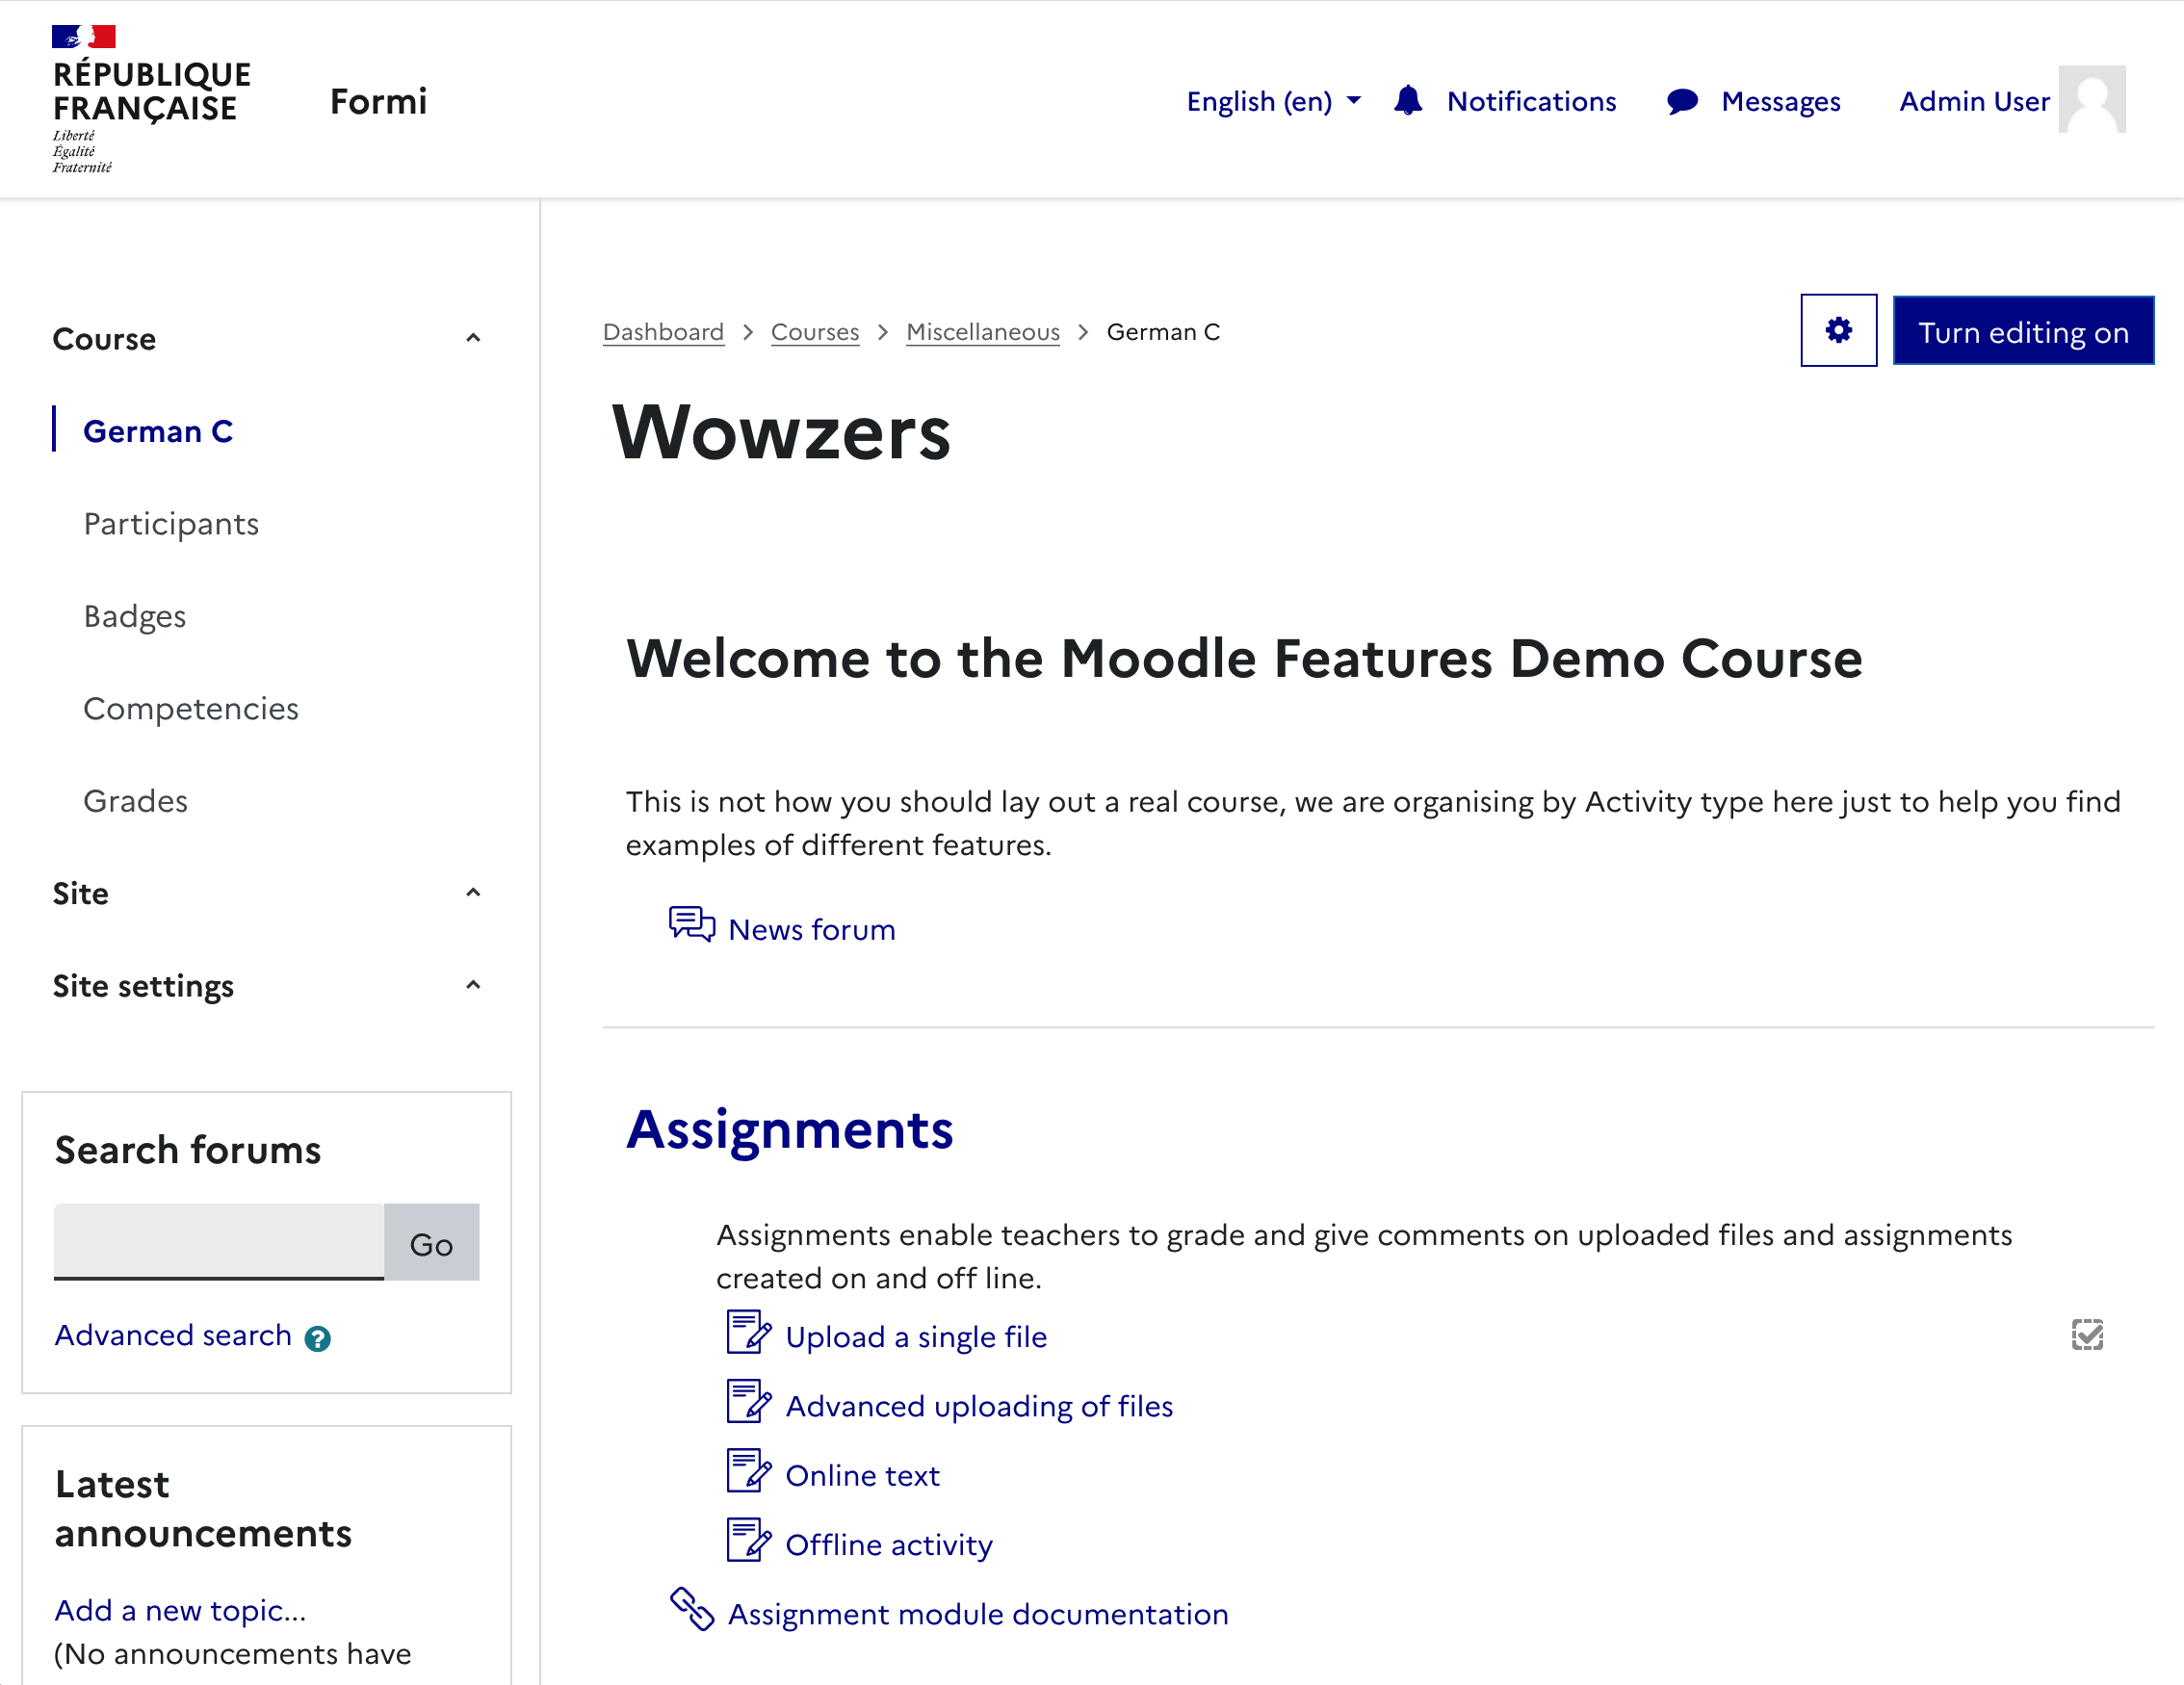 RÉPUBLIQUE
FRANÇAISE
Liberté
Égalité
Fraternité
Formi
English (en)
Notifications
Messages
Admin User
Course
German C
Participants
Badges
Competencies
Grades
Site
Site settings
Search forums
Go
Advanced search ?
Latest
announcements
Add a new topic...
(No announcements have
Dashboard > Courses > Miscellaneous > German C
Turn editing on
Wowzers
Welcome to the Moodle Features Demo Course
This is not how you should lay out a real course, we are organising by Activity type here just to help you find
examples of different features.
News forum
Assignments
Assignments enable teachers to grade and give comments on uploaded files and assignments
created on and off line.
Upload a single file
Advanced uploading of files
Online text
Offline activity
Assignment module documentation